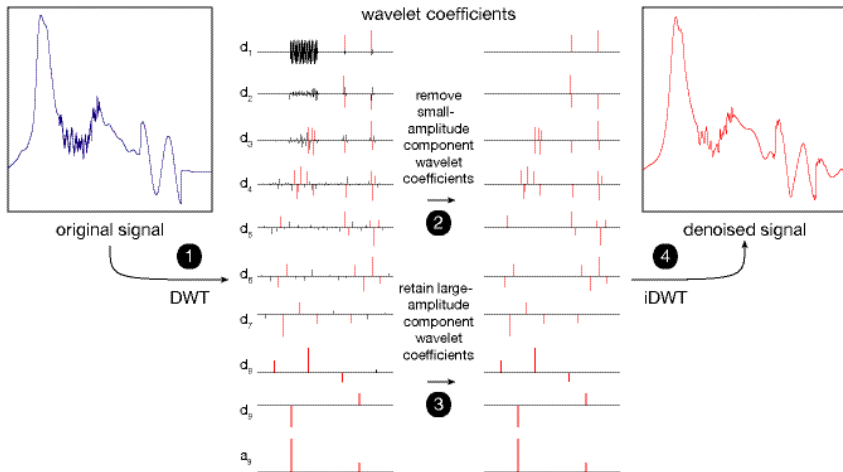 wavelet coefficients
d1
d2
d3
d4
d5
d6
d7
d8
d9
a9
remove
small-
amplitude
component
wavelet
coefficients
2
retain large-
amplitude
component
wavelet
coefficients
3
original signal
1
DWT
denoised signal
4
iDWT